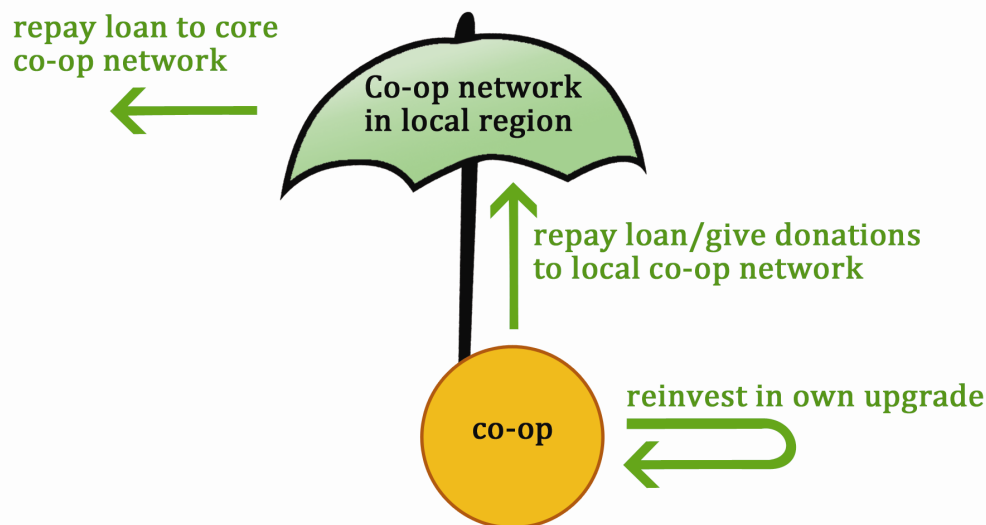 repay loan to core
co-op network
Co-op network
in local region
repay loan/give donations
to local co-op network
reinvest in own upgrade
co-op